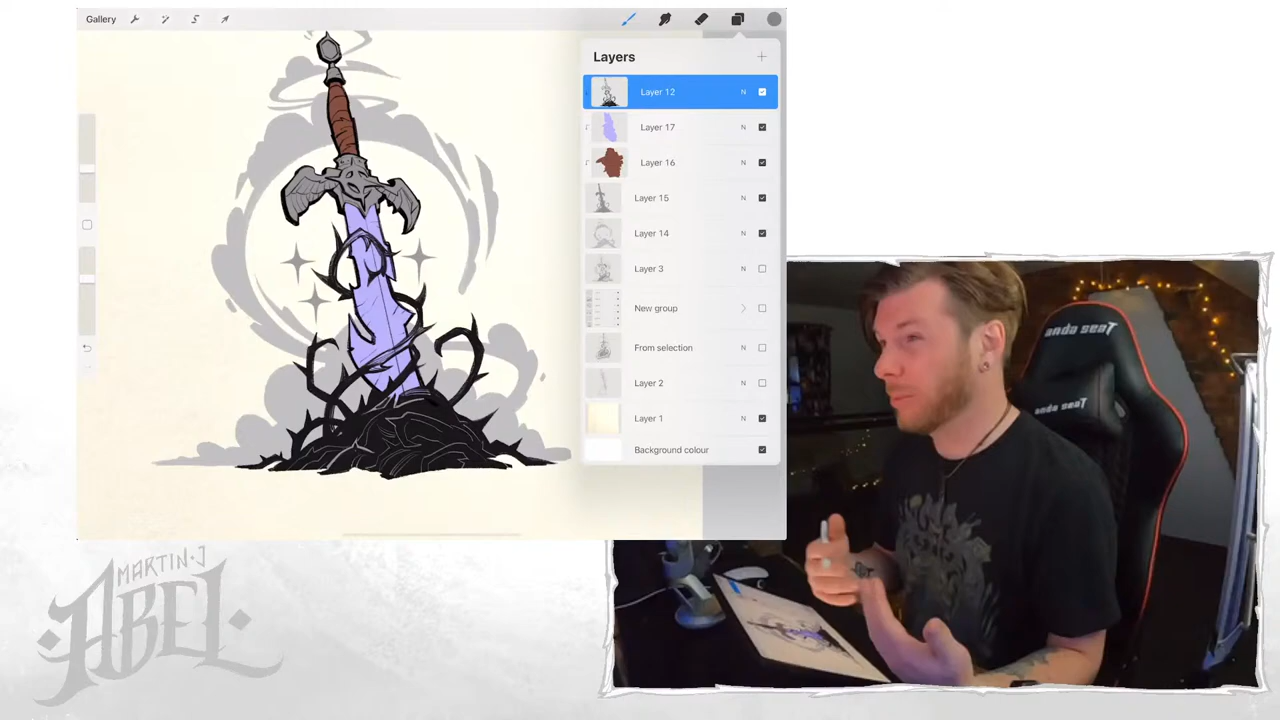 Gallery
Layers
Layer 12 N
Layer 17 N
Layer 16 N
Layer 15 N
Layer 14 N
Layer 3 N
New group
From selection N
Layer 2 N
Layer 1 N
Background colour
anda seaT
anda seaT
MARTIN·J
ABEL